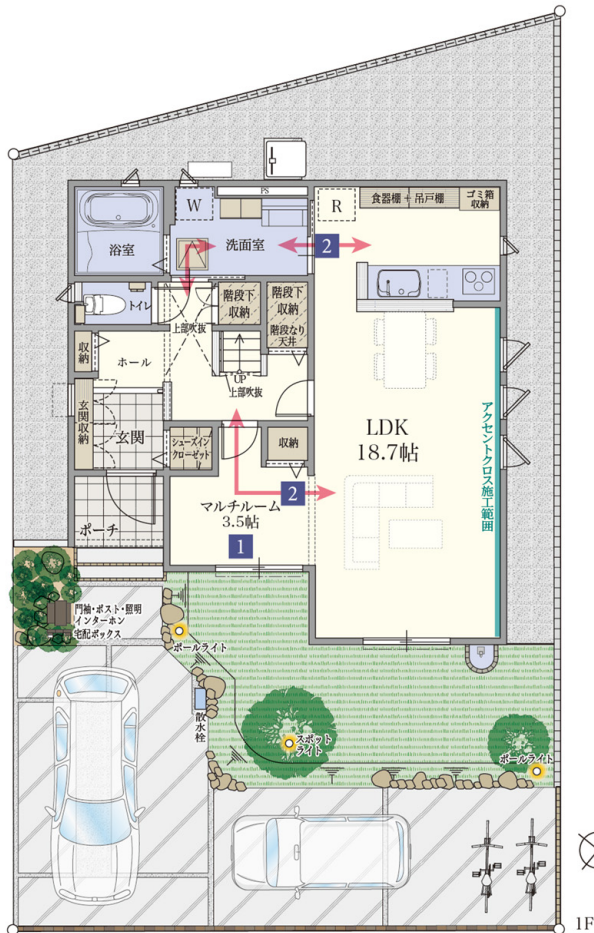 PS
W
R
食器棚＋吊戸棚
ゴミ箱
収納
浴室
洗面室
2
トイレ
上部吹抜
階段下
収納
階段下
収納
階段なり
天井
収納
ホール
UP
上部吹抜
玄関収納
玄関
シューズイン
クローゼット
収納
LDK
18.7帖
アクセントクロス施工範囲
ポーチ
マルチルーム
3.5帖
2
1
門袖・ポスト・照明
インターホン
宅配ボックス
ポールライト
散水栓
スポット
ライト
ポールライト
1F